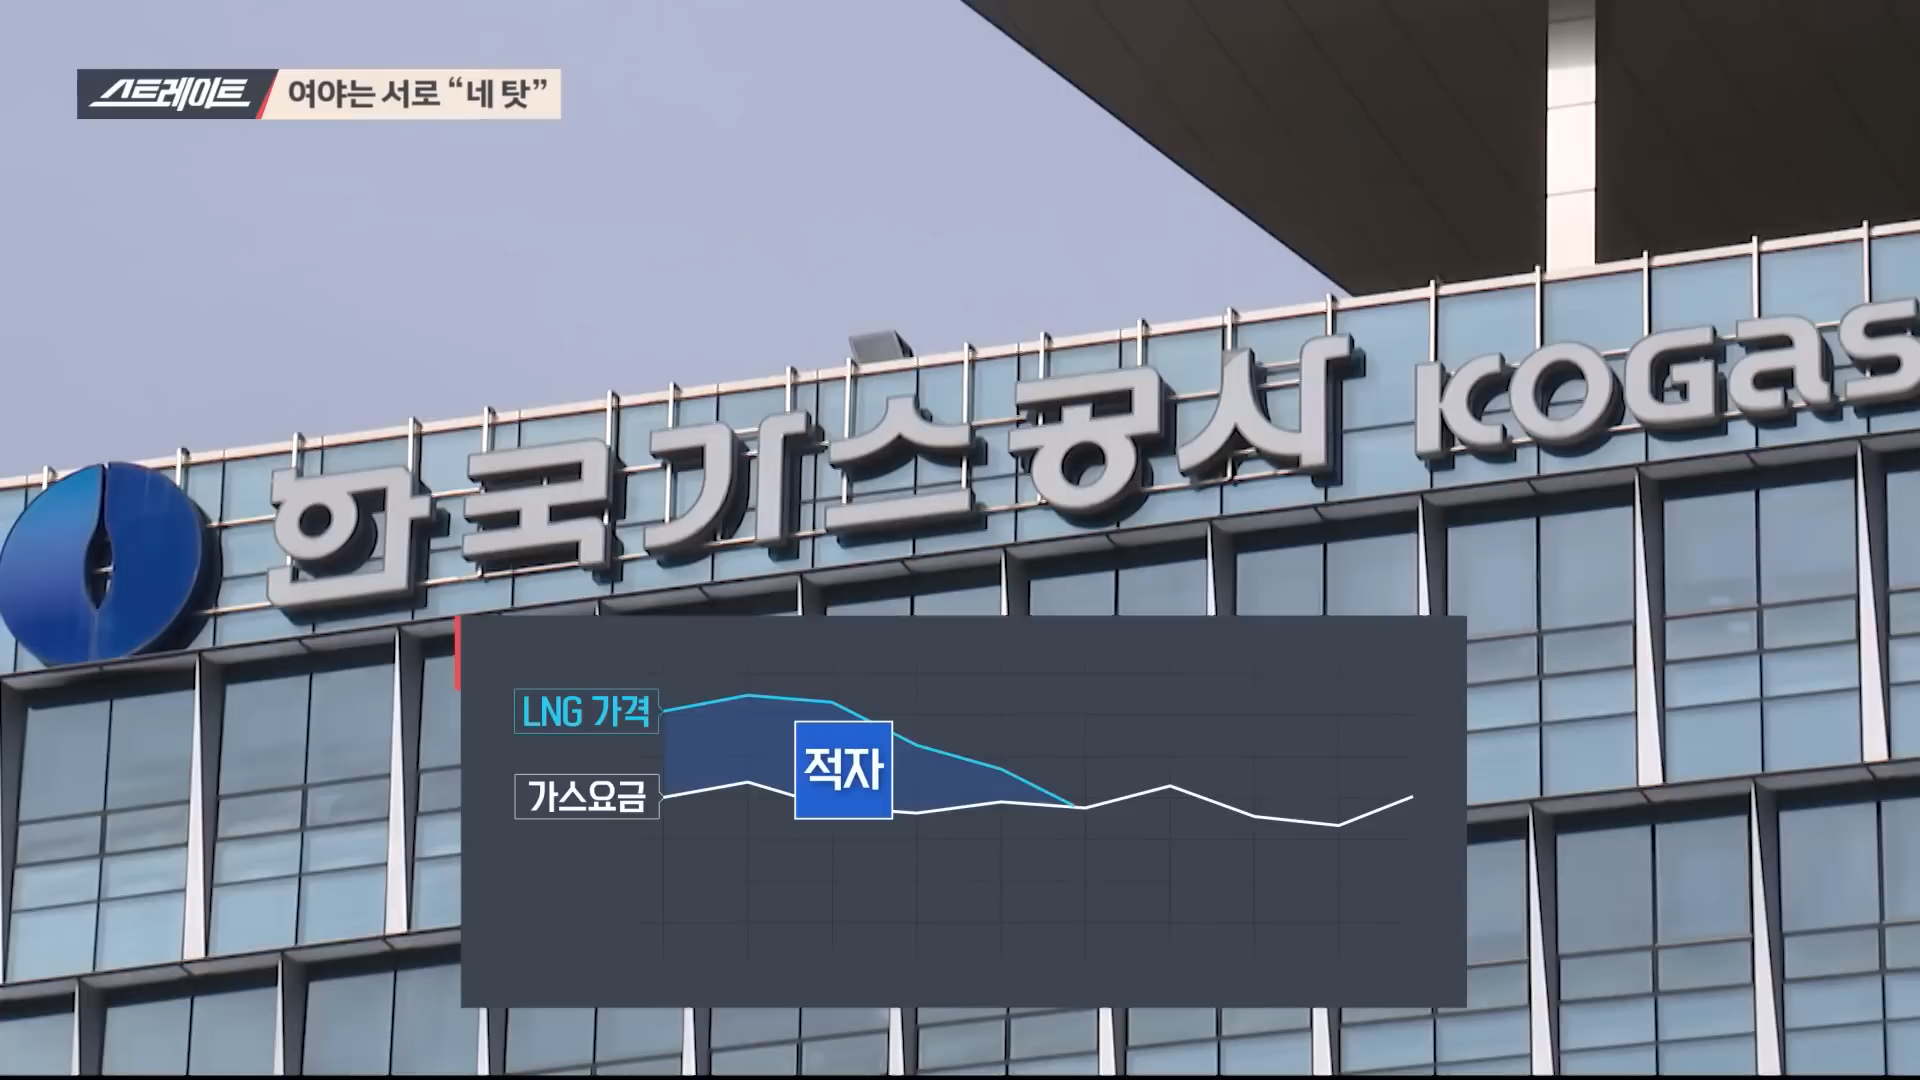 스트레이트 여야는 서로 “네 탓”
한국가스공사 KOGAS
LNG 가격
적자
가스요금